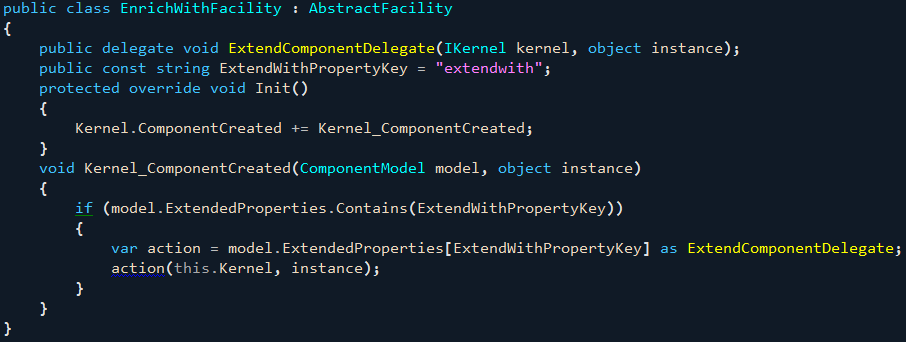 public class EnrichWithFacility : AbstractFacility
{
    public delegate void ExtendComponentDelegate(IKernel kernel, object instance);
    public const string ExtendWithPropertyKey = "extendwith";
    protected override void Init()
    {
        Kernel.ComponentCreated += Kernel_ComponentCreated;
    }
    void Kernel_ComponentCreated(ComponentModel model, object instance)
    {
        if (model.ExtendedProperties.Contains(ExtendWithPropertyKey))
        {
            var action = model.ExtendedProperties[ExtendWithPropertyKey] as ExtendComponentDelegate;
            action(this.Kernel, instance);
        }
    }
}